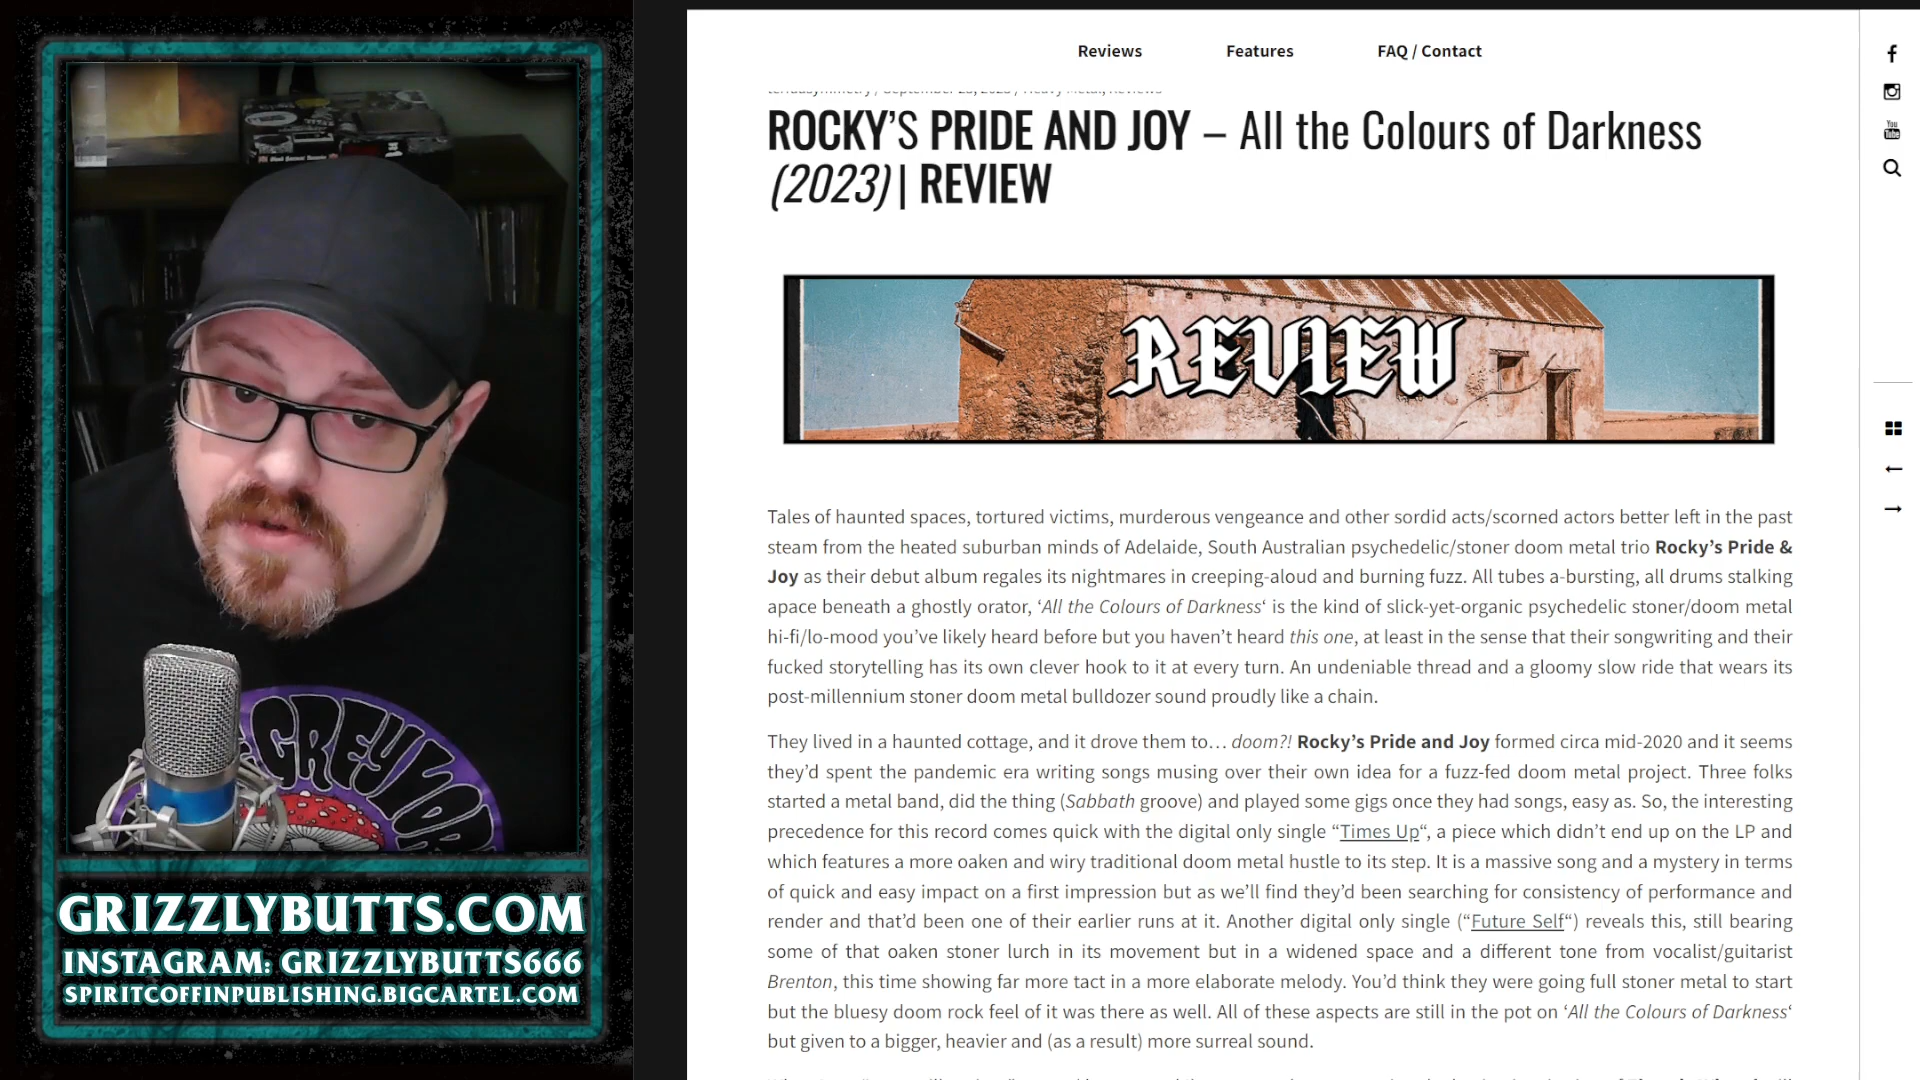 Reviews
Features
FAQ / Contact
ROCKY'S PRIDE AND JOY – All the Colours of Darkness
(2023) | REVIEW
REVIEW
Tales of haunted spaces, tortured victims, murderous vengeance and other sordid acts/scorned actors better left in the past
steam from the heated suburban minds of Adelaide, South Australian psychedelic/stoner doom metal trio Rocky's Pride &
Joy as their debut album regales its nightmares in creeping-aloud and burning fuzz. All tubes a-bursting, all drums stalking
apace beneath a ghostly orator, 'All the Colours of Darkness' is the kind of slick-yet-organic psychedelic stoner/doom metal
hi-fi/lo-mood you've likely heard before but you haven't heard this one, at least in the sense that their songwriting and their
fucked storytelling has its own clever hook to it at every turn. An undeniable thread and a gloomy slow ride that wears its
post-millennium stoner doom metal bulldozer sound proudly like a chain.
They lived in a haunted cottage, and it drove them to… doom?! Rocky's Pride and Joy formed circa mid-2020 and it seems
they'd spent the pandemic era writing songs musing over their own idea for a fuzz-fed doom metal project. Three folks
started a metal band, did the thing (Sabbath groove) and played some gigs once they had songs, easy as. So, the interesting
precedence for this record comes quick with the digital only single "Times Up", a piece which didn't end up on the LP and
which features a more oaken and wiry traditional doom metal hustle to its step. It is a massive song and a mystery in terms
of quick and easy impact on a first impression but as we'll find they'd been searching for consistency of performance and
render and that'd been one of their earlier runs at it. Another digital only single ("Future Self") reveals this, still bearing
some of that oaken stoner lurch in its movement but in a widened space and a different tone from vocalist/guitarist
Brenton, this time showing far more tact in a more elaborate melody. You'd think they were going full stoner metal to start
but the bluesy doom rock feel of it was there as well. All of these aspects are still in the pot on 'All the Colours of Darkness'
but given to a bigger, heavier and (as a result) more surreal sound.
You
Tube
GRIZZLYBUTTS.COM
INSTAGRAM: GRIZZLYBUTTS666
SPIRITCOFFINPUBLISHING.BIGCARTEL.COM